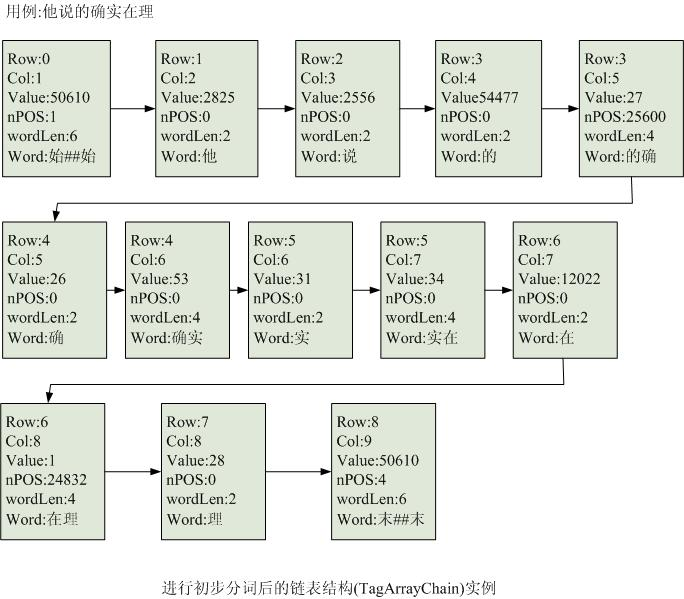 用例:他说的确实在理
Row:0
Col:1
Value:50610
nPOS:1
wordLen:6
Word:始##始
Row:1
Col:2
Value:2825
nPOS:0
wordLen:2
Word:他
Row:2
Col:3
Value:2556
nPOS:0
wordLen:2
Word:说
Row:3
Col:4
Value54477
nPOS:0
wordLen:2
Word:的
Row:3
Col:5
Value:27
nPOS:25600
wordLen:4
Word:的确
Row:4
Col:5
Value:26
nPOS:0
wordLen:2
Word:确
Row:4
Col:6
Value:53
nPOS:0
wordLen:4
Word:确实
Row:5
Col:6
Value:31
nPOS:0
wordLen:2
Word:实
Row:5
Col:7
Value:34
nPOS:0
wordLen:4
Word:实在
Row:6
Col:7
Value:12022
nPOS:0
wordLen:2
Word:在
Row:6
Col:8
Value:1
nPOS:24832
wordLen:4
Word:在理
Row:7
Col:8
Value:28
nPOS:0
wordLen:2
Word:理
Row:8
Col:9
Value:50610
nPOS:4
wordLen:6
Word:末##末
进行初步分词后的链表结构(TagArrayChain)实例